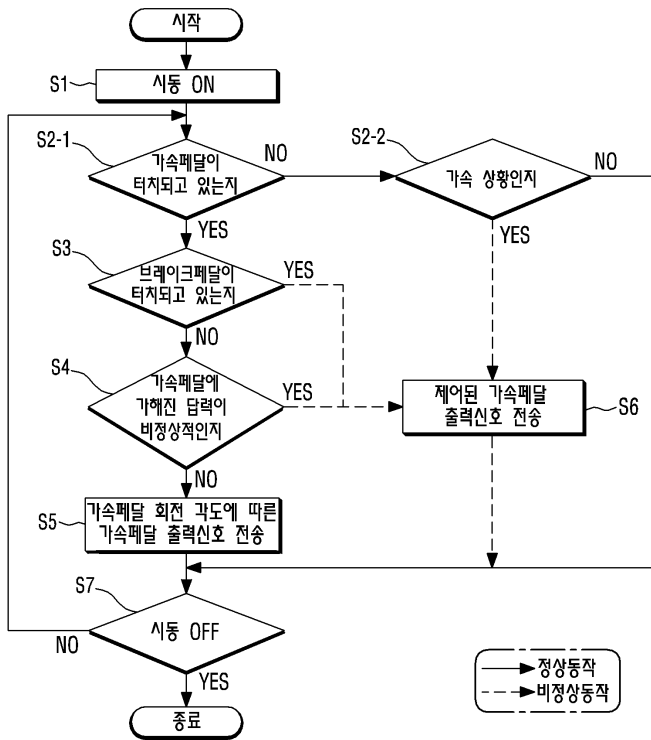 시작
S1
시동 ON
S2-1
가속페달이
터치되고 있는지
NO
YES
S2-2
가속 상황인지
NO
YES
S3
브레이크페달이
터치되고 있는지
YES
NO
S4
가속페달에
가해진 답력이
비정상적인지
YES
NO
제어된 가속페달
출력신호 전송
S6
S5
가속페달 회전 각도에 따른
가속페달 출력신호 전송
S7
시동 OFF
NO
YES
종료
정상동작
비정상동작